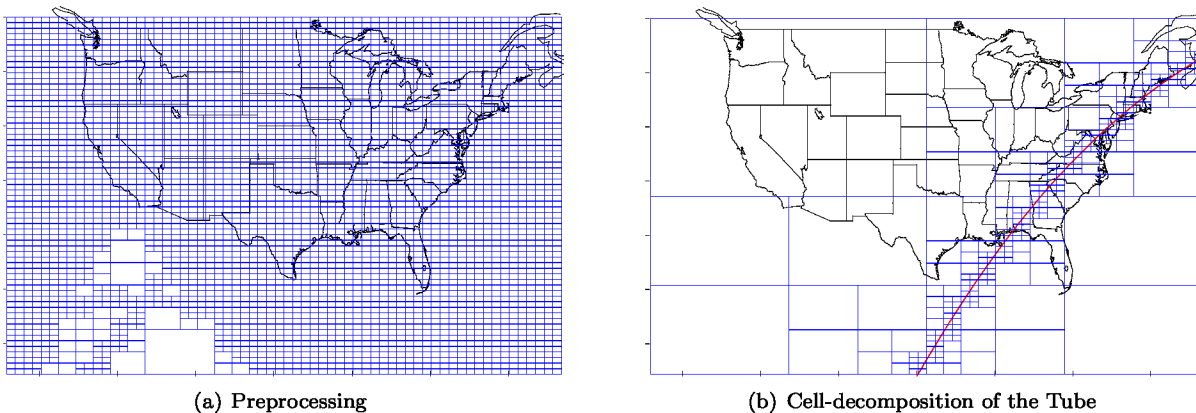 (a) Preprocessing
(b) Cell-decomposition of the Tube